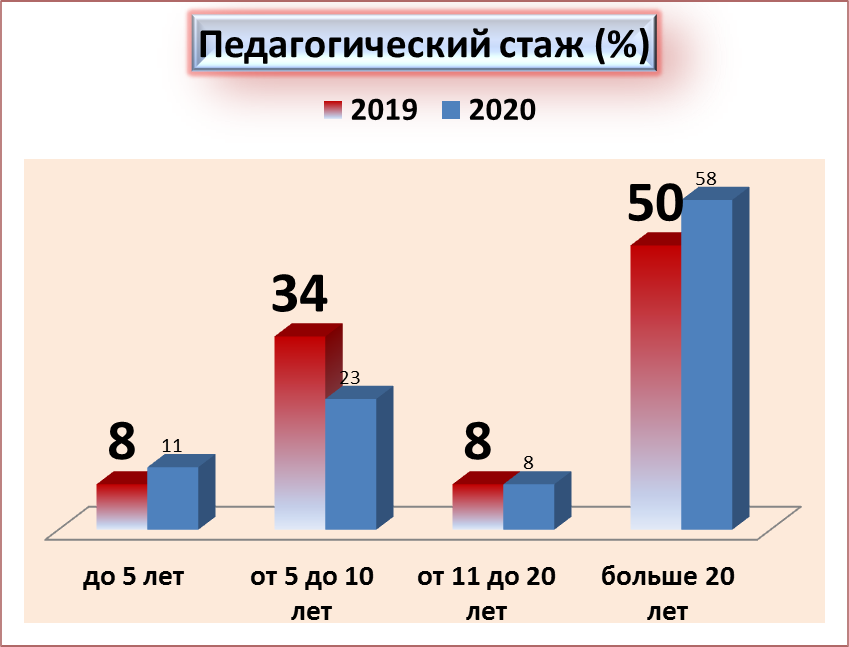 Педагогический стаж (%)
2019 2020
50 58
34
23
8 11
8 8
до 5 лет
от 5 до 10
лет
от 11 до 20
лет
больше 20
лет